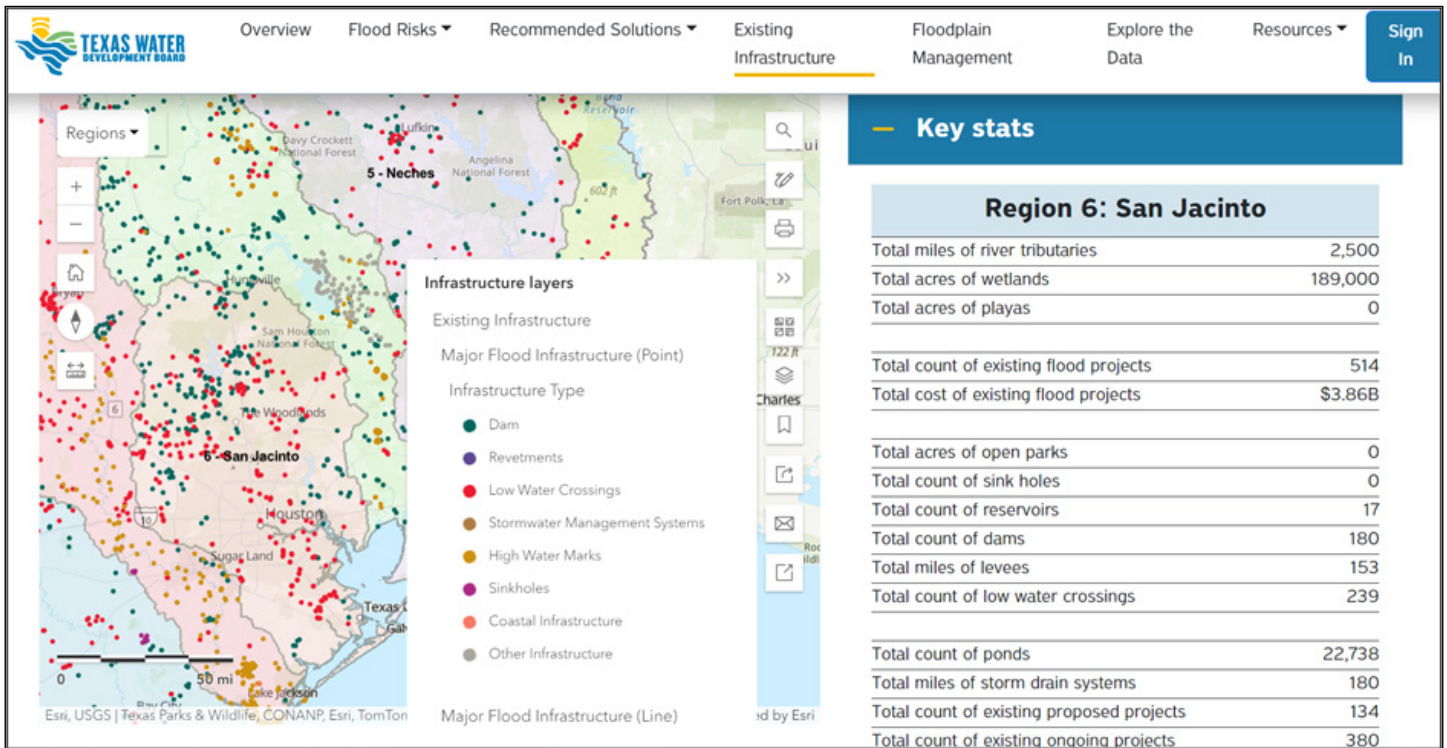 TEXAS WATER
DEVELOPMENT BOARD
Overview
Flood Risks
Recommended Solutions
Existing
Infrastructure
Floodplain
Management
Explore the
Data
Resources
Sign
In
Regions
Reservoir
Lufkin
Davy Crockett
National Forest
Angelina
National Forest
5 - Neches
602 ft
Fort Polk, La
Huntsville
Bryan
Sam Houston
National Forest
122 ft
Charles
6
The Woodlands
6 - San Jacinto
10
Houston
Sugar Land
Texas
Lake Jackson
Bay City
0
50 mi
Esri, USGS | Texas Parks & Wildlife, CONANP, Esri, TomTon
ed by Esri
Infrastructure layers
Existing Infrastructure
Major Flood Infrastructure (Point)
Infrastructure Type
Dam
Revetments
Low Water Crossings
Stormwater Management Systems
High Water Marks
Sinkholes
Coastal Infrastructure
Other Infrastructure
Major Flood Infrastructure (Line)
Key stats
Region 6: San Jacinto
Total miles of river tributaries 2,500
Total acres of wetlands 189,000
Total acres of playas 0
Total count of existing flood projects 514
Total cost of existing flood projects $3.86B
Total acres of open parks 0
Total count of sink holes 0
Total count of reservoirs 17
Total count of dams 180
Total miles of levees 153
Total count of low water crossings 239
Total count of ponds 22,738
Total miles of storm drain systems 180
Total count of existing proposed projects 134
Total count of existing ongoing projects 380